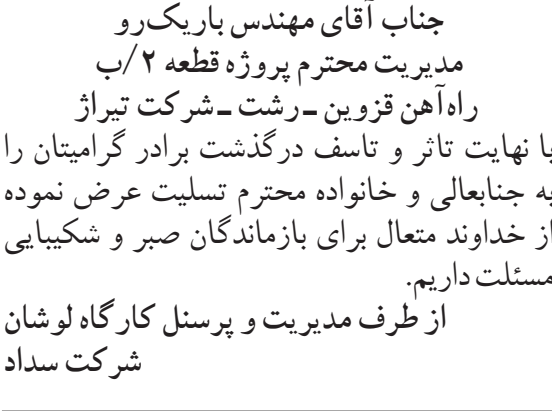 جناب آقای مهندس باریک‌رو
مدیریت محترم پروژه قطعه ۲/ب
راه‌آهن قزوین ـ رشت ـ شرکت تیراژ
با نهایت تاثر و تاسف درگذشت برادر گرامیتان را
به جنابعالی و خانواده محترم تسلیت عرض نموده
از خداوند متعال برای بازماندگان صبر و شکیبایی
مسئلت داریم.
از طرف مدیریت و پرسنل کارگاه لوشان
شرکت سداد